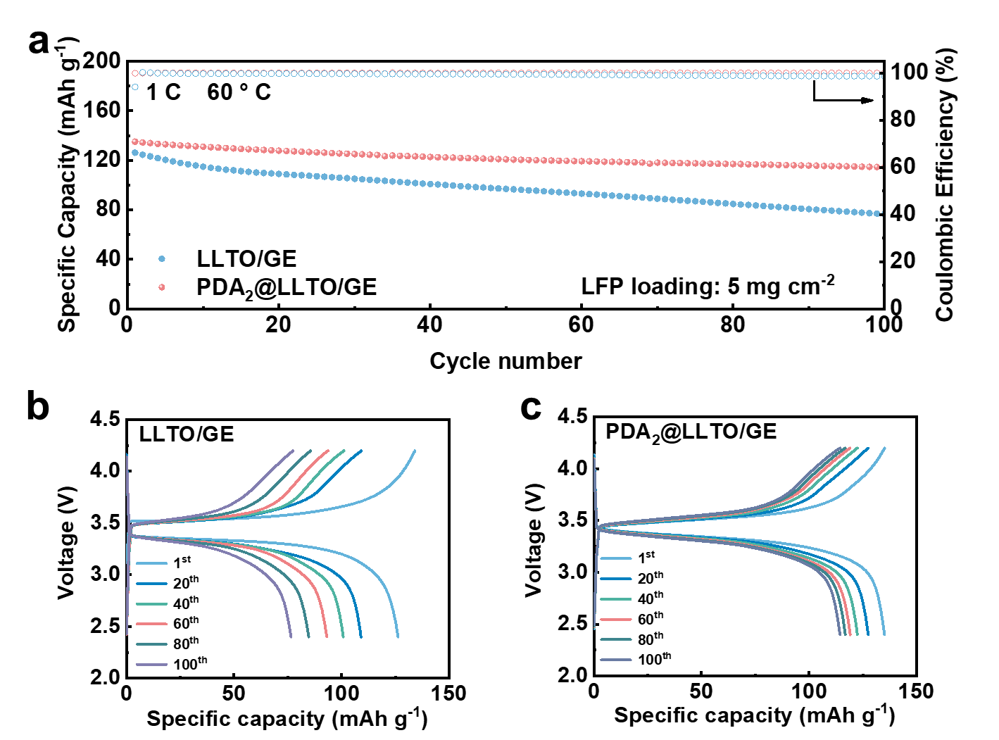 a
Specific Capacity (mAh g-1)
200
160
120
80
40
0
100
80
60
40
20
0
Coulombic Efficiency (%)
1 C 60 ° C
LLTO/GE
PDA2@LLTO/GE
LFP loading: 5 mg cm-2
0 20 40 60 80 100
Cycle number
b
LLTO/GE
Voltage (V)
4.5
4.0
3.5
3.0
2.5
2.0
1st
20th
40th
60th
80th
100th
0 50 100 150
Specific capacity (mAh g-1)
c
PDA2@LLTO/GE
Voltage (V)
4.5
4.0
3.5
3.0
2.5
2.0
1st
20th
40th
60th
80th
100th
0 50 100 150
Specific capacity (mAh g-1)